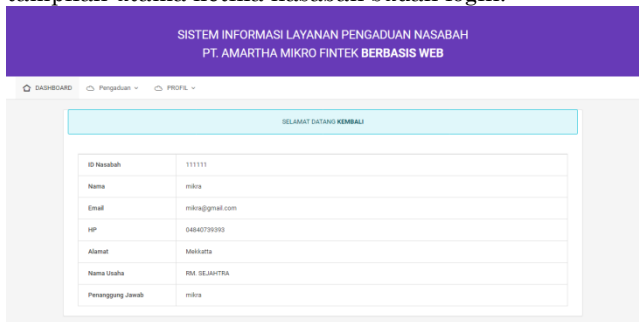 tampilan utama ketika nasabah sudah login.
SISTEM INFORMASI LAYANAN PENGADUAN NASABAH
PT. AMARTHA MIKRO FINTEK BERBASIS WEB
DASHBOARD Pengaduan PROFIL
SELAMAT DATANG KEMBALI
ID Nasabah 111111
Nama mikra
Email mikra@gmail.com
HP 04840739393
Alamat Mekkatta
Nama Usaha RM. SEJAHTRA
Penanggung Jawab mikra